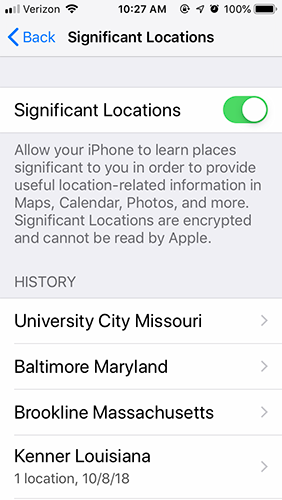 Verizon 10:27 AM 100%
Back Significant Locations
Significant Locations
Allow your iPhone to learn places
significant to you in order to provide
useful location-related information in
Maps, Calendar, Photos, and more.
Significant Locations are encrypted
and cannot be read by Apple.
HISTORY
University City Missouri
Baltimore Maryland
Brookline Massachusetts
Kenner Louisiana
1 location, 10/8/18